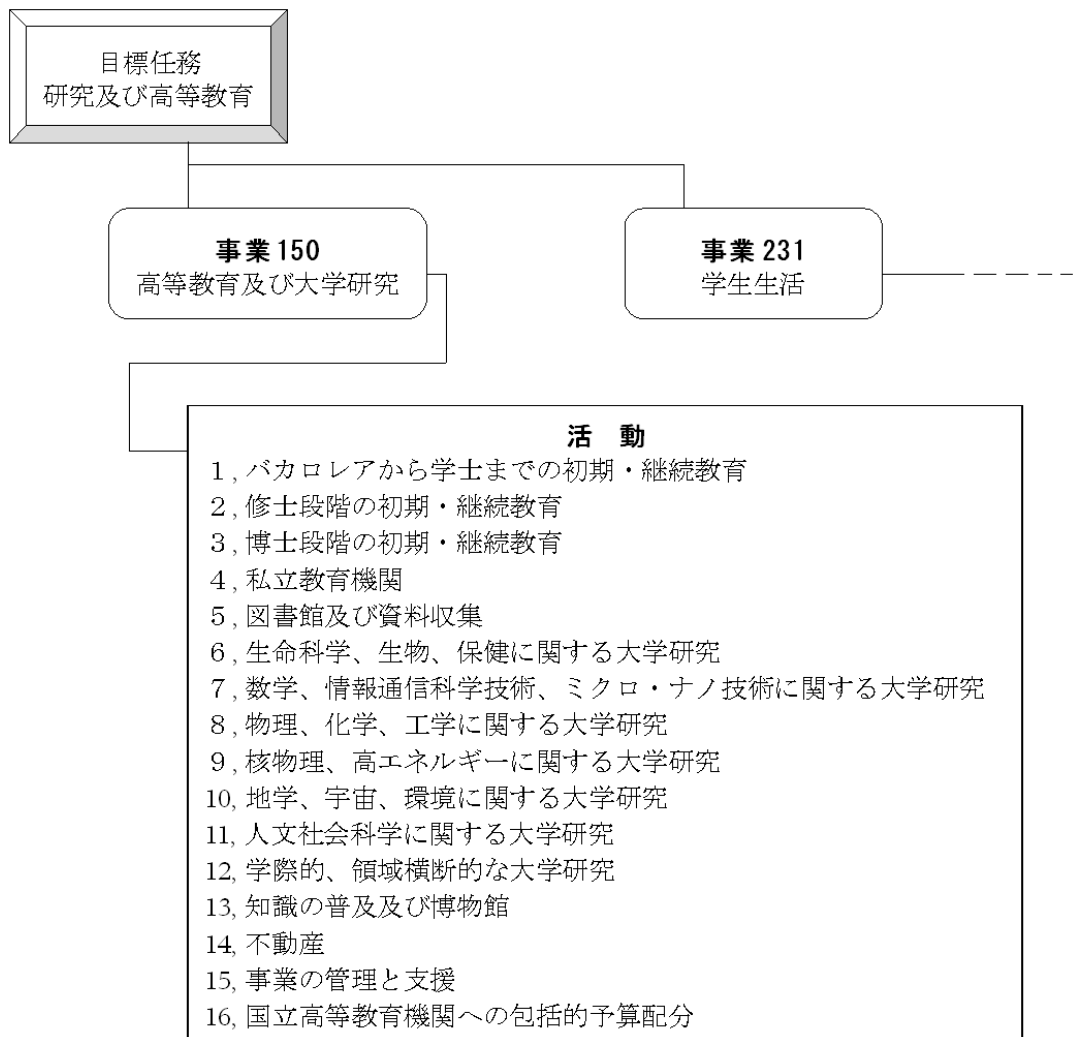 目標任務
研究及び高等教育
事業150
高等教育及び大学研究
事業 231
学生生活
活　動
１, バカロレアから学士までの初期・継続教育
２, 修士段階の初期・継続教育
３, 博士段階の初期・継続教育
４, 私立教育機関
５, 図書館及び資料収集
６, 生命科学、生物、保健に関する大学研究
７, 数学、情報通信科学技術、ミクロ・ナノ技術に関する大学研究
８, 物理、化学、工学に関する大学研究
９, 核物理、高エネルギーに関する大学研究
10, 地学、宇宙、環境に関する大学研究
11, 人文社会科学に関する大学研究
12, 学際的、領域横断的な大学研究
13, 知識の普及及び博物館
14, 不動産
15, 事業の管理と支援
16, 国立高等教育機関への包括的予算配分